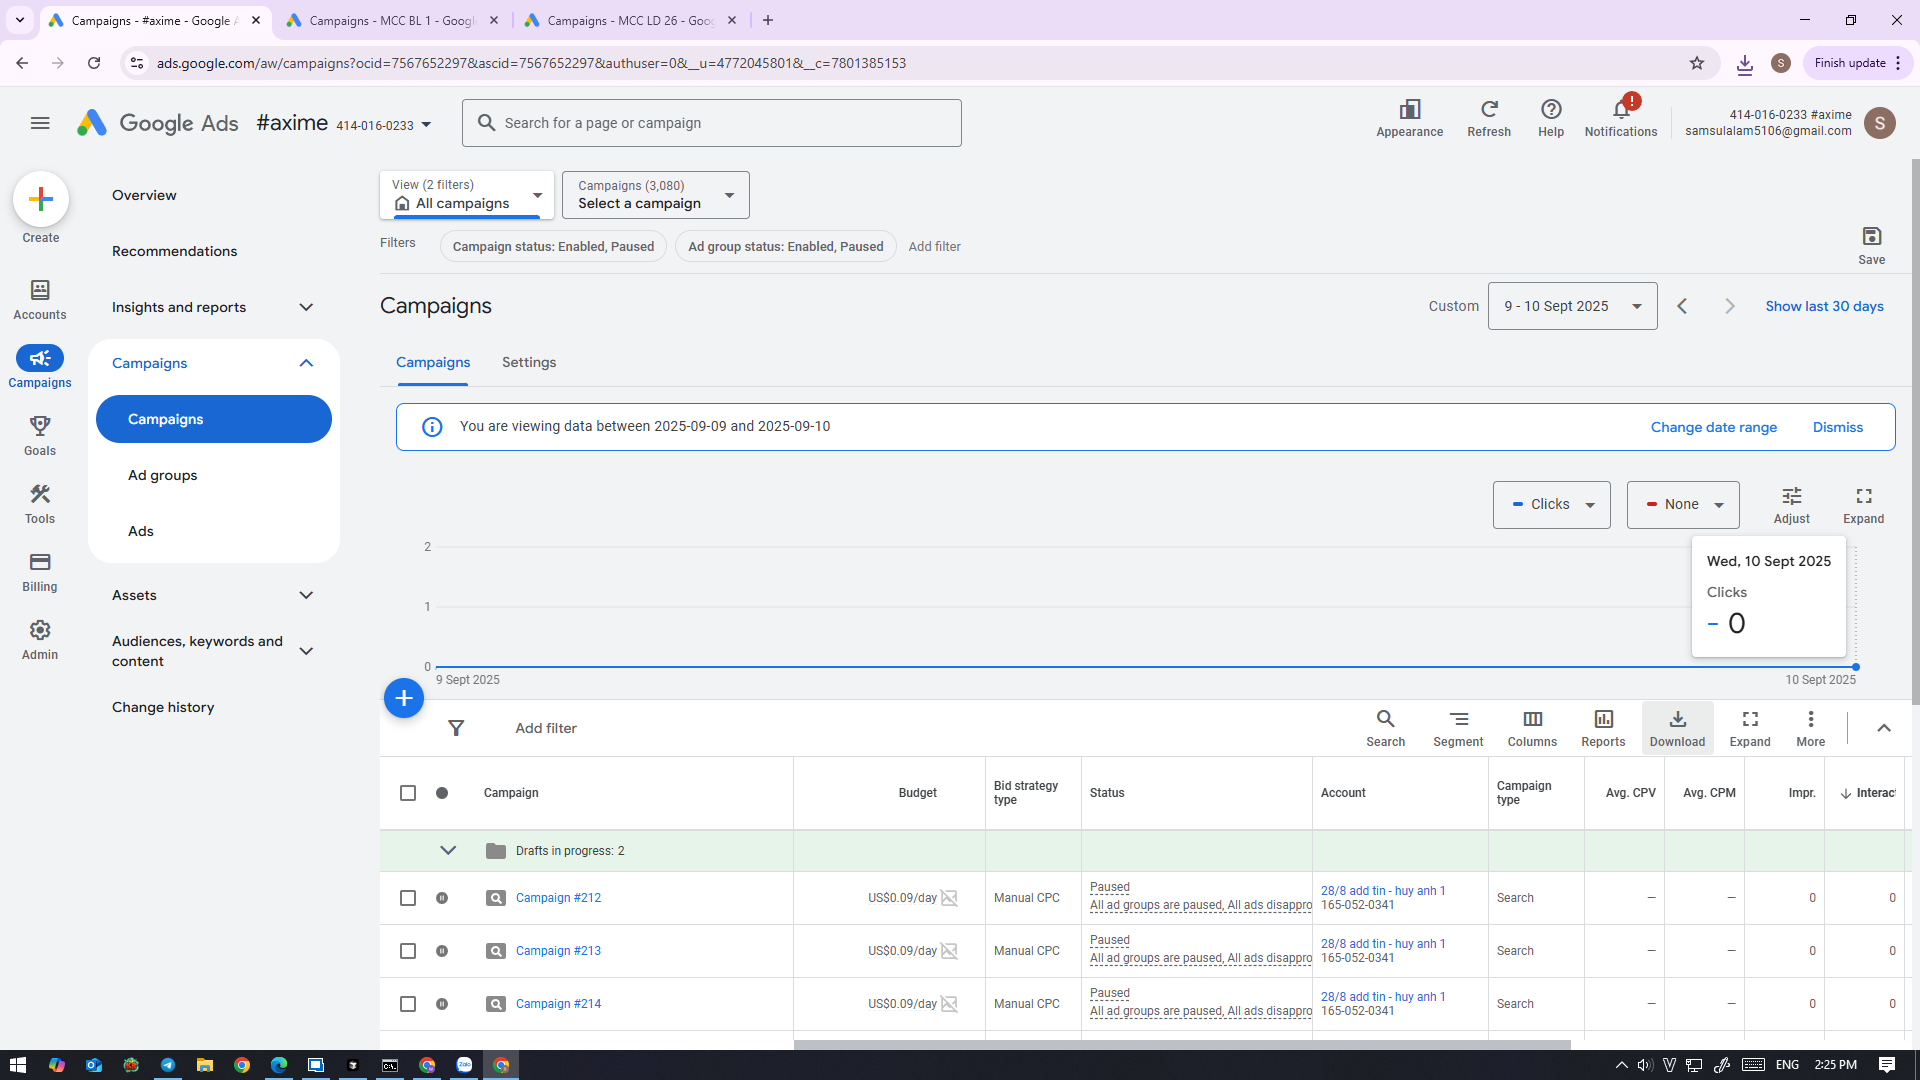 Campaigns - #axime - Google A
Campaigns - MCC BL 1 - Googl
Campaigns - MCC LD 26 - Goo
ads.google.com/aw/campaigns?ocid=7567652297&ascid=7567652297&authuser=0&__u=4772045801&__c=7801385153
S
Finish update
Google Ads
#axime 414-016-0233
Search for a page or campaign
Appearance
Refresh
Help
!
Notifications
414-016-0233 #axime
samsulalam5106@gmail.com
S
Create
Accounts
Campaigns
Goals
Tools
Billing
Admin
Overview
Recommendations
Insights and reports
Campaigns
Campaigns
Ad groups
Ads
Assets
Audiences, keywords and
content
Change history
View (2 filters)
All campaigns
Campaigns (3,080)
Select a campaign
Filters
Campaign status: Enabled, Paused
Ad group status: Enabled, Paused
Add filter
Save
Campaigns
Custom
9 - 10 Sept 2025
Show last 30 days
Campaigns
Settings
You are viewing data between 2025-09-09 and 2025-09-10
Change date range
Dismiss
Clicks
None
Adjust
Expand
2
1
0
9 Sept 2025
10 Sept 2025
Wed, 10 Sept 2025
Clicks
0
Add filter
Search
Segment
Columns
Reports
Download
Expand
More
Campaign
Budget
Bid strategy
type
Status
Account
Campaign
type
Avg. CPV
Avg. CPM
Impr.
Interac
Drafts in progress: 2
Campaign #212
US$0.09/day
Manual CPC
Paused
All ad groups are paused, All ads disappro
28/8 add tin - huy anh 1
165-052-0341
Search
—
—
0
0
Campaign #213
US$0.09/day
Manual CPC
Paused
All ad groups are paused, All ads disappro
28/8 add tin - huy anh 1
165-052-0341
Search
—
—
0
0
Campaign #214
US$0.09/day
Manual CPC
Paused
All ad groups are paused, All ads disappro
28/8 add tin - huy anh 1
165-052-0341
Search
—
—
0
0
Zalo
ENG
2:25 PM